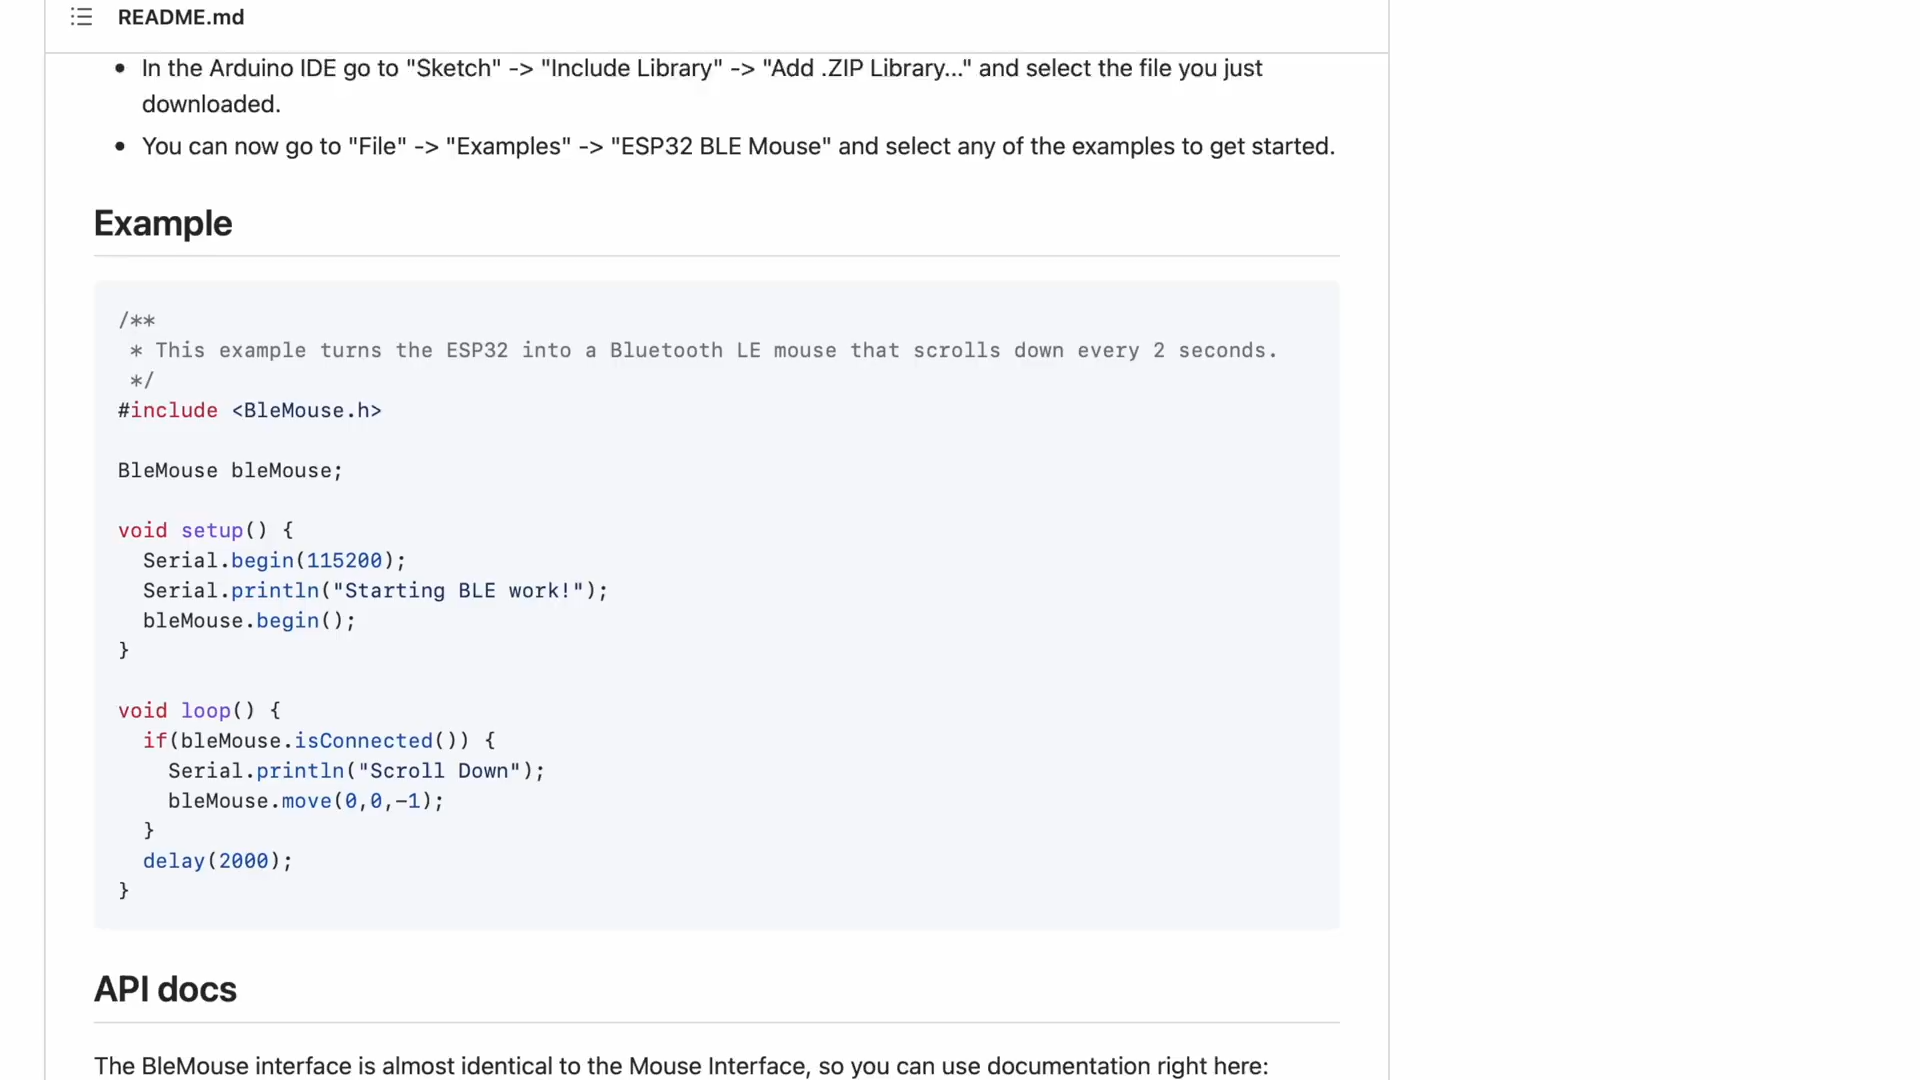 README.md
In the Arduino IDE go to "Sketch" -> "Include Library" -> "Add .ZIP Library..." and select the file you just
downloaded.
You can now go to "File" -> "Examples" -> "ESP32 BLE Mouse" and select any of the examples to get started.
Example
/**
 * This example turns the ESP32 into a Bluetooth LE mouse that scrolls down every 2 seconds.
 */
#include <BleMouse.h>
BleMouse bleMouse;
void setup() {
  Serial.begin(115200);
  Serial.println("Starting BLE work!");
  bleMouse.begin();
}
void loop() {
  if(bleMouse.isConnected()) {
    Serial.println("Scroll Down");
    bleMouse.move(0,0,-1);
  }
  delay(2000);
}
API docs
The BleMouse interface is almost identical to the Mouse Interface, so you can use documentation right here: